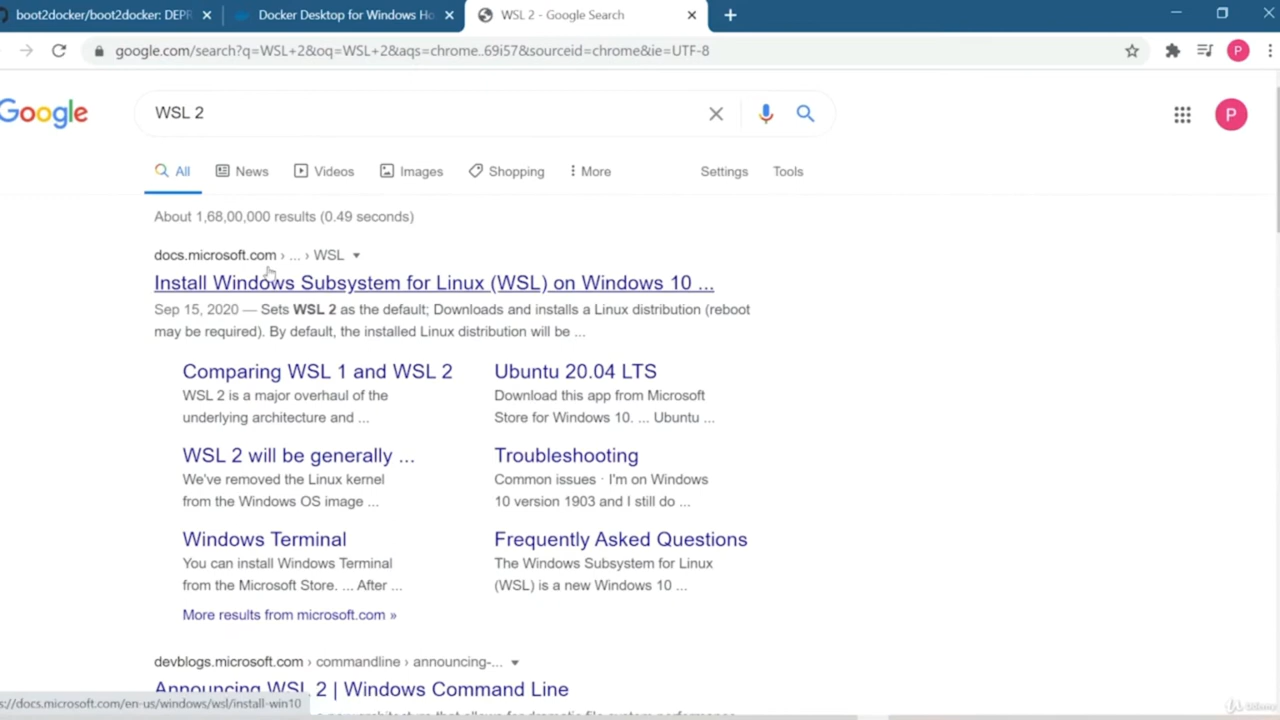 boot2docker/boot2docker: DEPR
Docker Desktop for Windows Ho
WSL 2 - Google Search
google.com/search?q=WSL+2&oq=WSL+2&aqs=chrome..69i57&sourceid=chrome&ie=UTF-8
P
Google
WSL 2
P
All
News
Videos
Images
Shopping
More
Settings
Tools
About 1,68,00,000 results (0.49 seconds)
docs.microsoft.com › ... › WSL
Install Windows Subsystem for Linux (WSL) on Windows 10 ...
Sep 15, 2020 — Sets WSL 2 as the default; Downloads and installs a Linux distribution (reboot
may be required). By default, the installed Linux distribution will be ...
Comparing WSL 1 and WSL 2
WSL 2 is a major overhaul of the
underlying architecture and ...
Ubuntu 20.04 LTS
Download this app from Microsoft
Store for Windows 10. ... Ubuntu ...
WSL 2 will be generally ...
We've removed the Linux kernel
from the Windows OS image ...
Troubleshooting
Common issues · I'm on Windows
10 version 1903 and I still do ...
Windows Terminal
You can install Windows Terminal
from the Microsoft Store. ... After ...
Frequently Asked Questions
The Windows Subsystem for Linux
(WSL) is a new Windows 10 ...
More results from microsoft.com »
devblogs.microsoft.com › commandline › announcing-...
Announcing WSL 2 | Windows Command Line
s://docs.microsoft.com/en-us/windows/wsl/install-win10